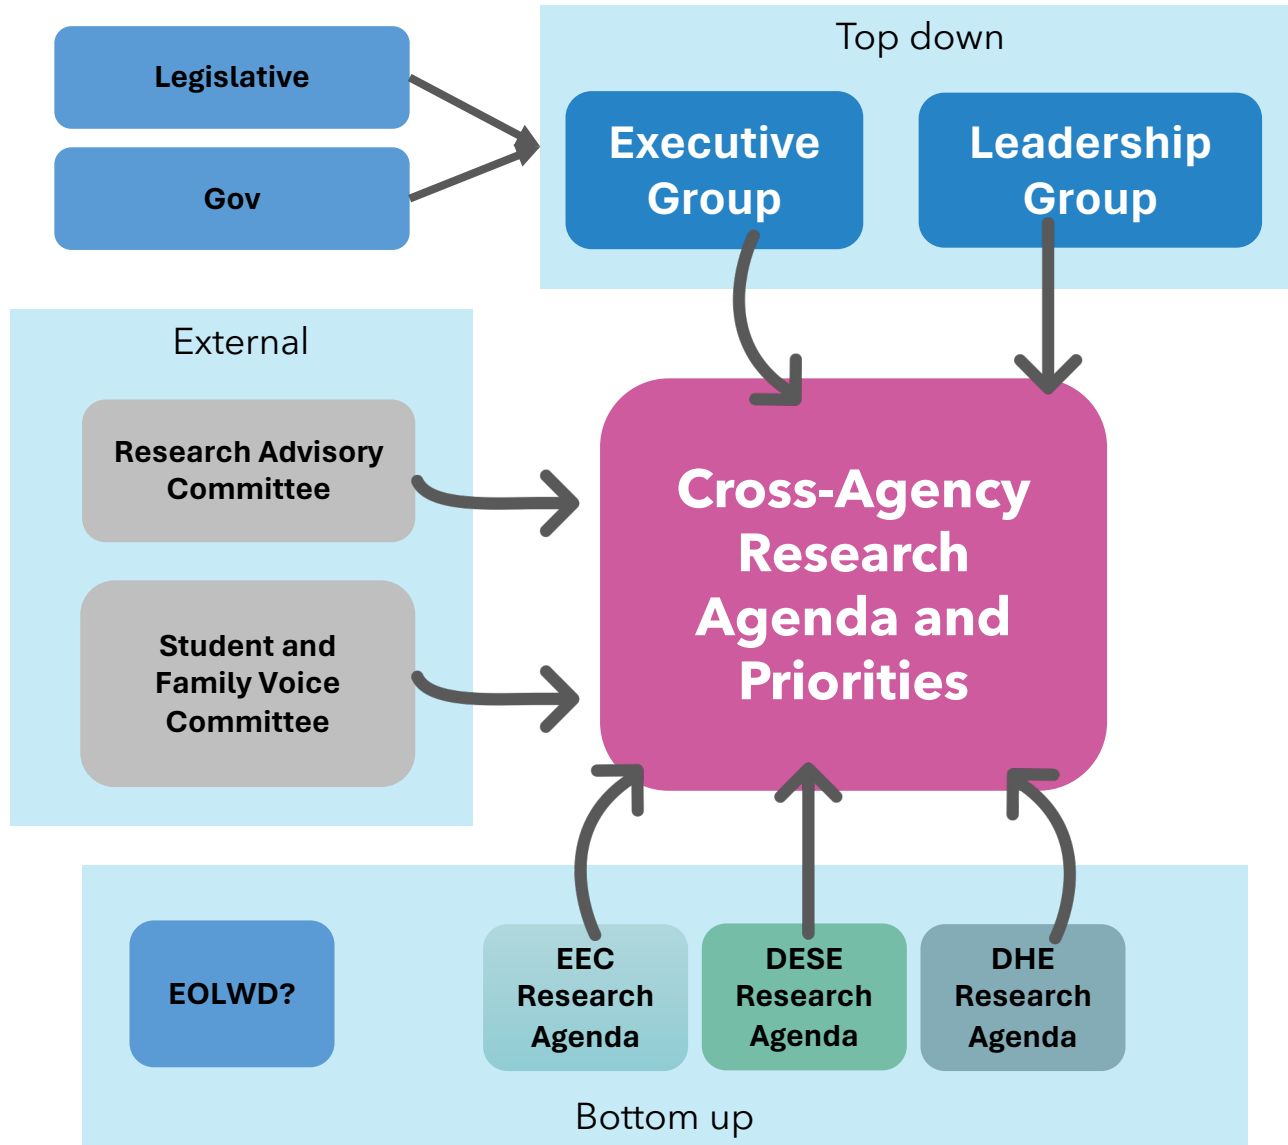 Top down
Legislative
Gov
Executive
Group
Leadership
Group
External
Research Advisory
Committee
Student and
Family Voice
Committee
Cross-Agency
Research
Agenda and
Priorities
EOLWD?
EEC
Research
Agenda
DESE
Research
Agenda
DHE
Research
Agenda
Bottom up